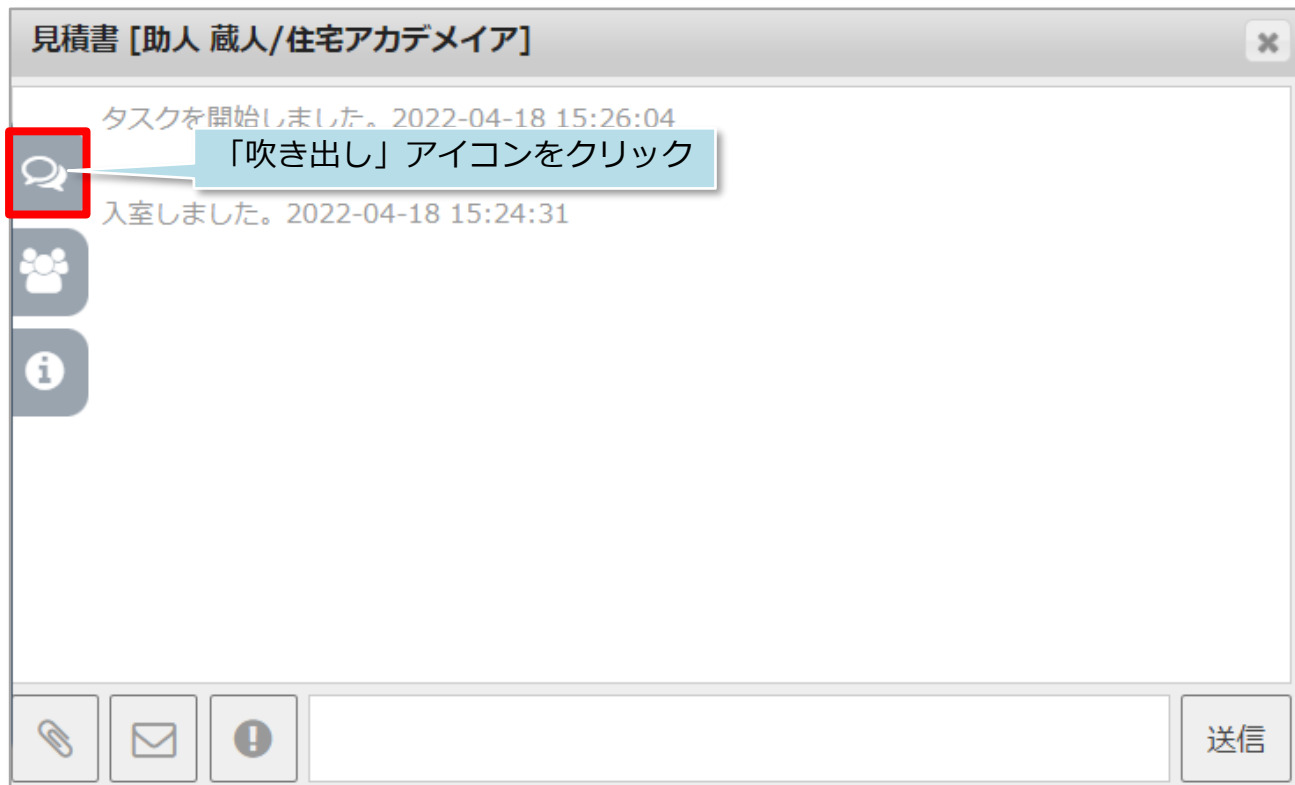 見積書 [助人 蔵人/住宅アカデメイア]
タスクを開始しました。2022-04-18 15:26:04
「吹き出し」アイコンをクリック
入室しました。2022-04-18 15:24:31
送信